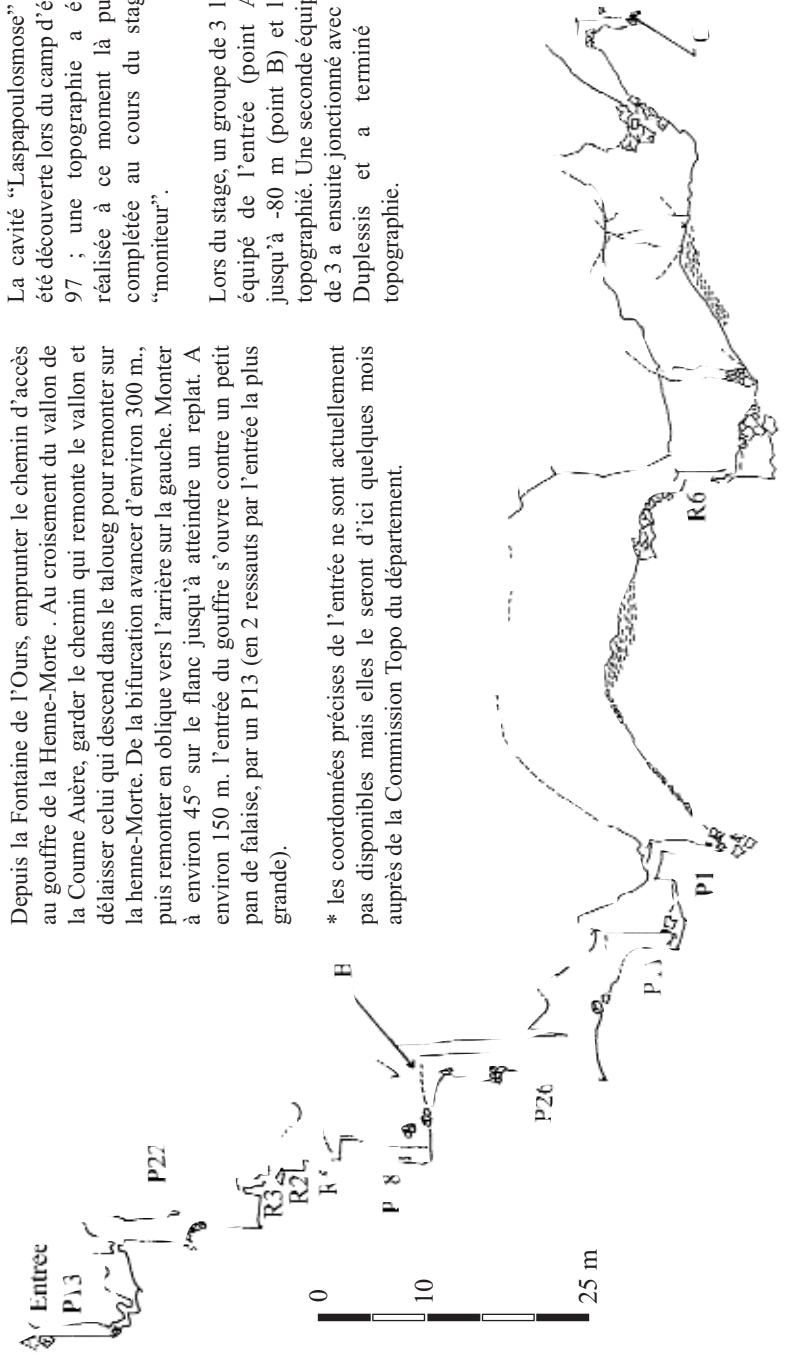 Depuis la Fontaine de l'Ours, emprunter le chemin d'accès
au gouffre de la Henne-Morte . Au croisement du vallon de
la Coume Auère, garder le chemin qui remonte le vallon et
délaisser celui qui descend dans le taloueg pour remonter sur
la henne-Morte. De la bifurcation avancer d'environ 300 m.,
puis remonter en oblique vers l'arrière sur la gauche. Monter
à environ 45° sur le flanc jusqu'à atteindre un replat. A
environ 150 m. l'entrée du gouffre s'ouvre contre un petit
pan de falaise, par un P13 (en 2 ressauts par l'entrée la plus
grande).
* les coordonnées précises de l'entrée ne sont actuellement
pas disponibles mais elles le seront d'ici quelques mois
auprès de la Commission Topo du département.
La cavité “Laspapoulosmose”
été découverte lors du camp d'é
97 ; une topographie a é
réalisée à ce moment là pu
complétée au cours du stag
“moniteur”.
Lors du stage, un groupe de 3 l
équipé de l'entrée (point A
jusqu'à -80 m (point B) et l
topographié. Une seconde équip
de 3 a ensuite jonctionné avec
Duplessis et a terminé
topographie.
Entrée
P13
P22
R3
R2
P26
P1
R6
0
10
25 m